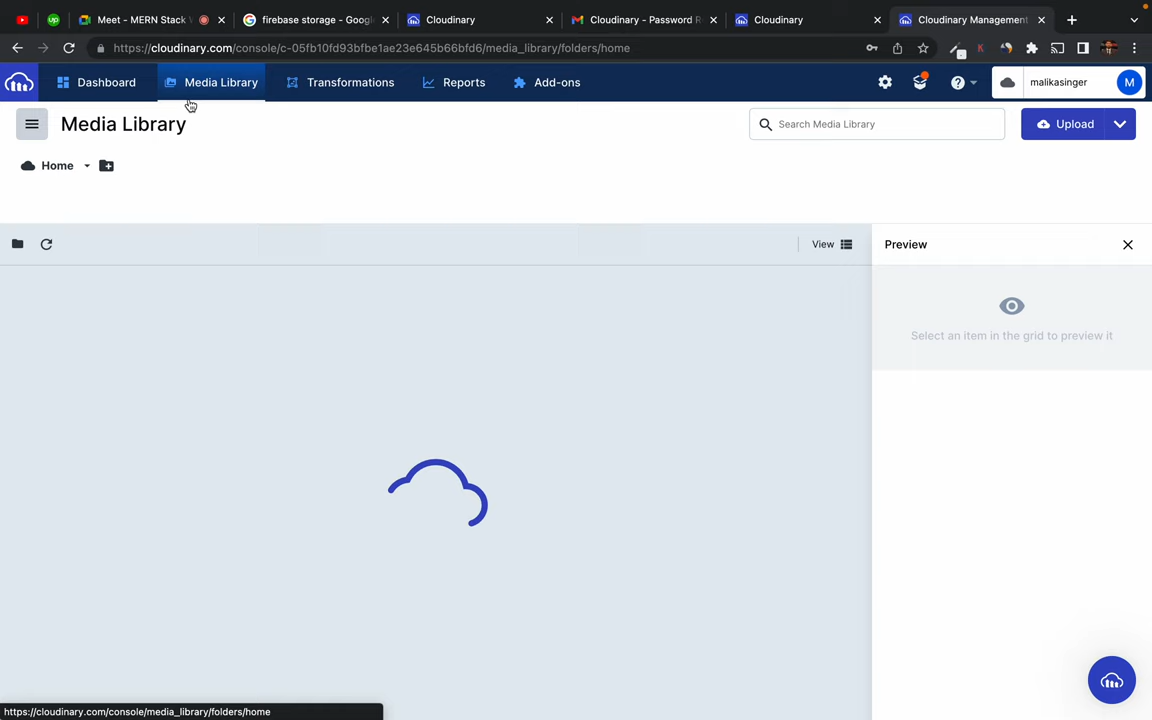 Meet - MERN Stack
firebase storage - Googl
Cloudinary
Cloudinary - Password R
Cloudinary
Cloudinary Management
https://cloudinary.com/console/c-05fb10fd93bfbe1ae23e645b66bfd6/media_library/folders/home
K
Dashboard
Media Library
Transformations
Reports
Add-ons
malikasinger
M
Media Library
Search Media Library
Upload
Home
View
Preview
Select an item in the grid to preview it
https://cloudinary.com/console/media_library/folders/home